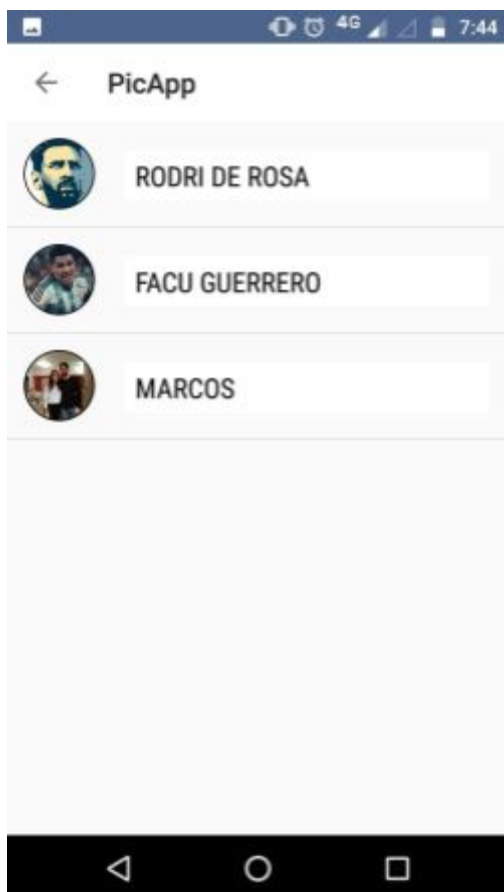 4G 7:44
PicApp
RODRI DE ROSA
FACU GUERRERO
MARCOS